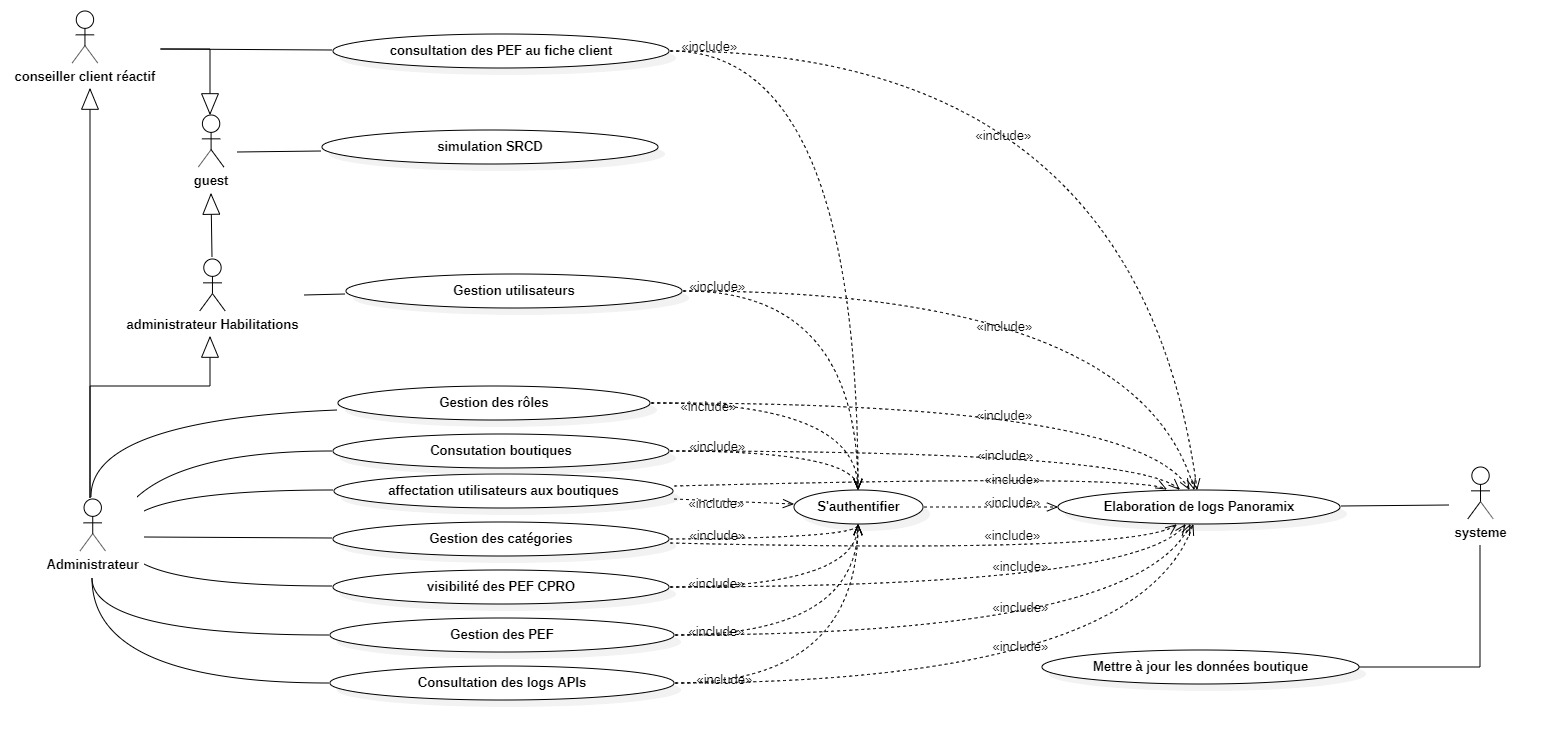 conseiller client réactif
consultation des PEF au fiche client
«include»
«include»
simulation SRCD
guest
Gestion utilisateurs
«include»
«include»
administrateur Habilitations
Gestion des rôles
«include»
«include»
Consutation boutiques
«include»
«include»
affectation utilisateurs aux boutiques
«include»
«include»
S'authentifier
«include»
Elaboration de logs Panoramix
systeme
Gestion des catégories
«include»
«include»
Administrateur
visibilité des PEF CPRO
«include»
«include»
Gestion des PEF
«include»
«include»
Consultation des logs APIs
«include»
«include»
Mettre à jour les données boutique